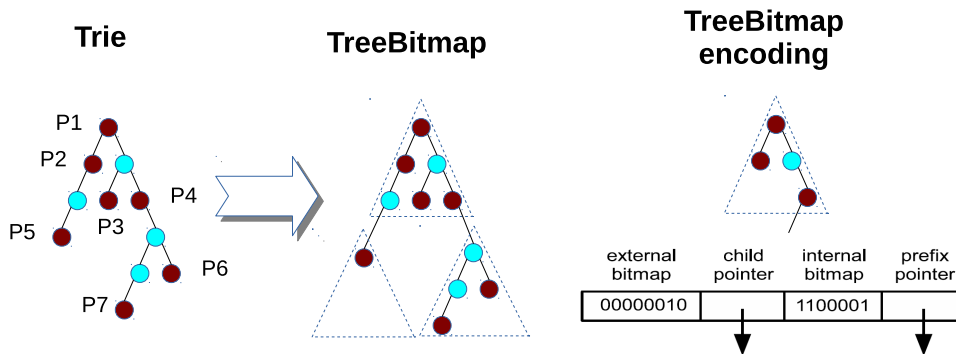 Trie
TreeBitmap
TreeBitmap
encoding
P1
P2
P4
P3
P5
P6
P7
external
bitmap
child
pointer
internal
bitmap
prefix
pointer
00000010
1100001